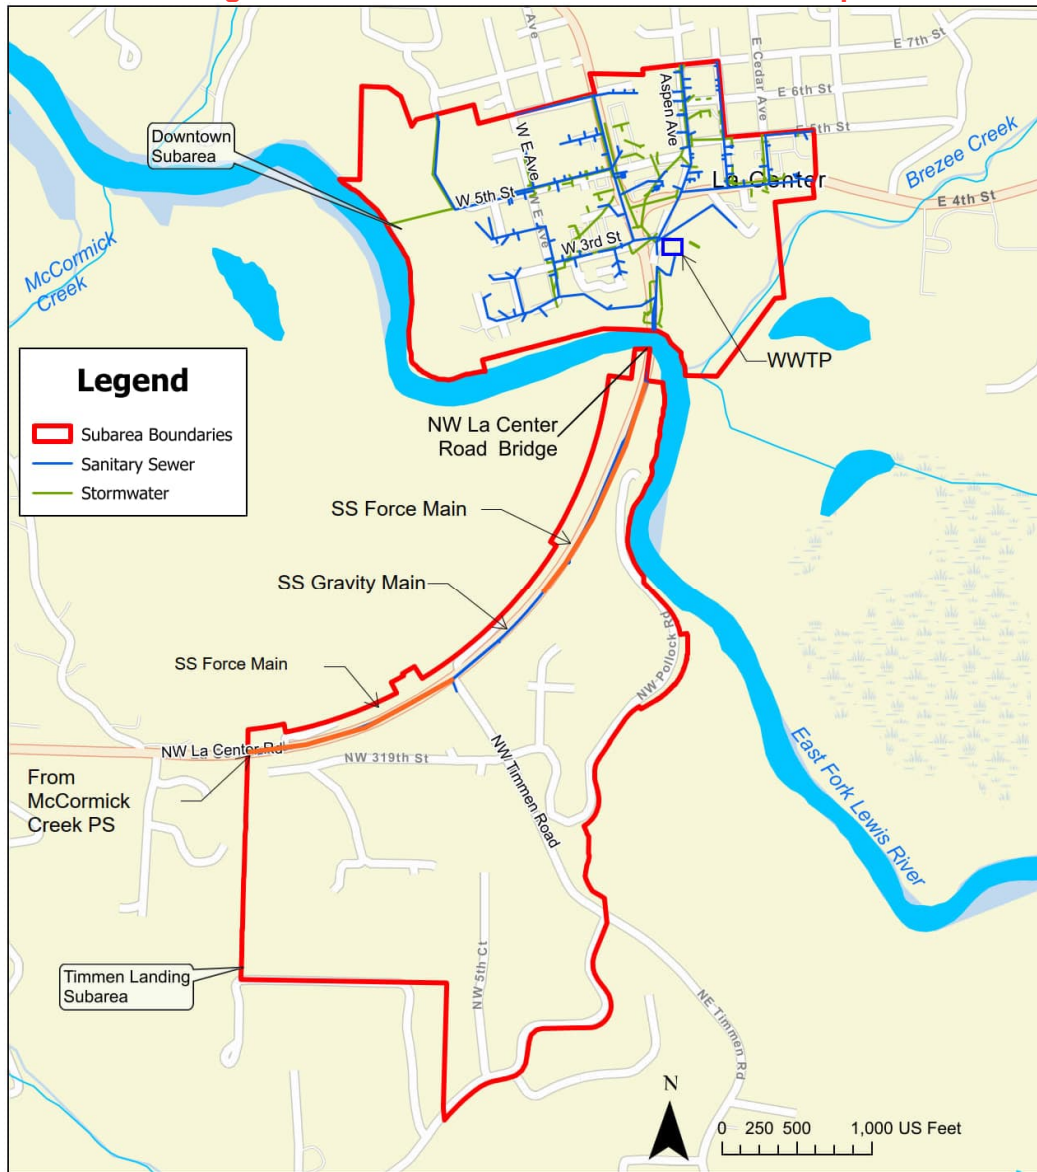 Ave
E 7th St
E Cedar Ave
E 6th St
Aspen Ave
E 5th St
Downtown
Subarea
W E Ave
Brezee Creek
La Center
W 5th St
W E Ave
E 4th St
W 3rd St
McCormick
Creek
WWTP
Legend
Subarea Boundaries
Sanitary Sewer
Stormwater
NW La Center
Road Bridge
SS Force Main
SS Gravity Main
SS Force Main
NW Pollock Rd
NW La Center Rd
NW 319th St
From
McCormick
Creek PS
NW Timmen Road
East Fork Lewis River
NW 5th Ct
Timmen Landing
Subarea
NE Timmen Rd
N
0 250 500 1,000 US Feet